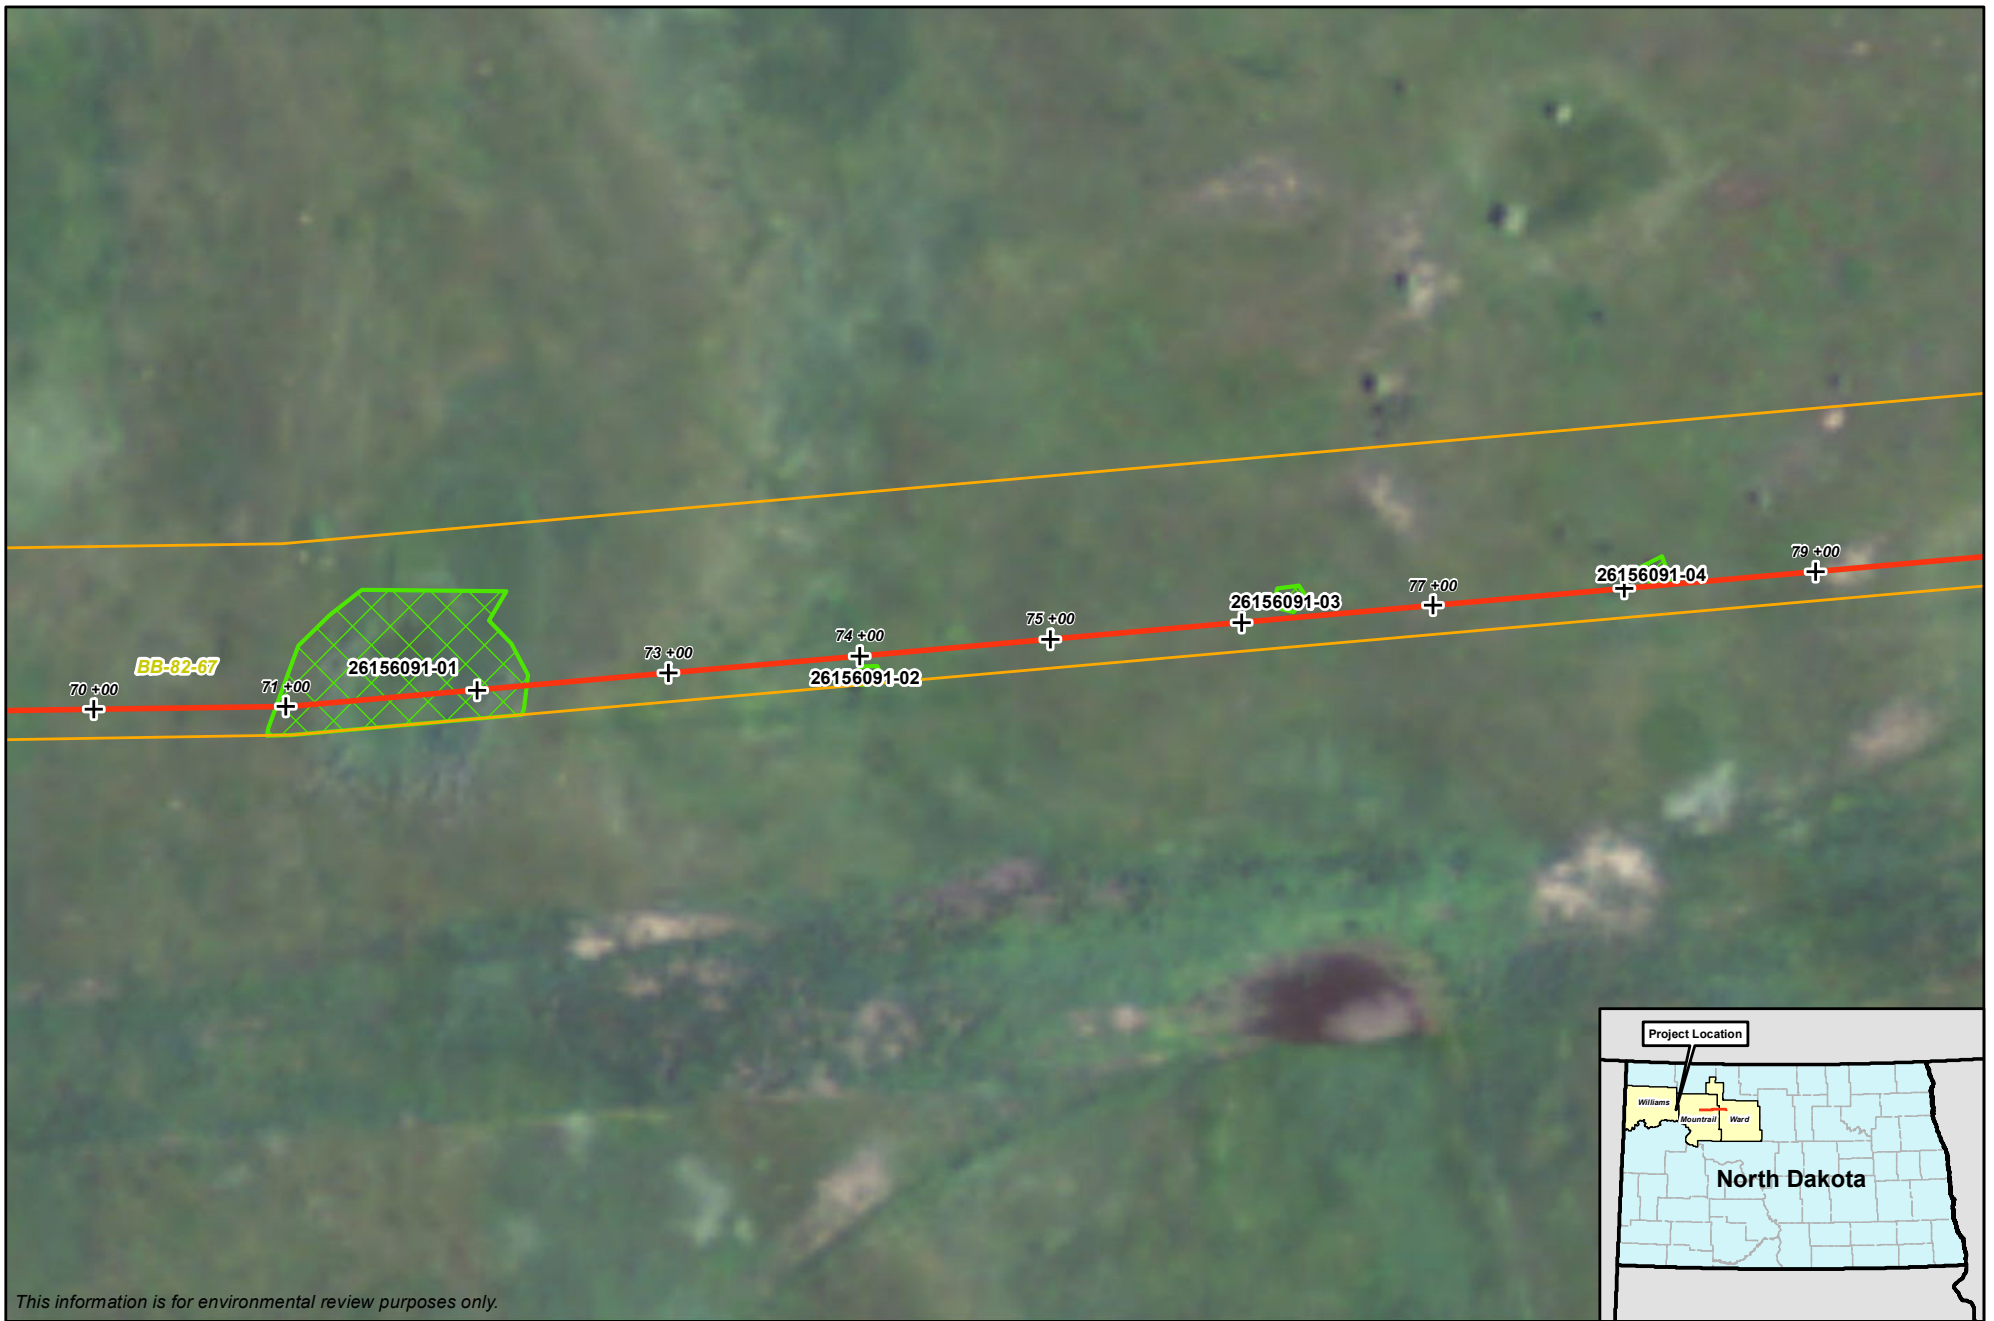 79 +00
26156091-04
77 +00
26156091-03
75 +00
74 +00
26156091-02
73 +00
BB-82-67
26156091-01
71 +00
70 +00
Project Location
Williams
Mountrail
Ward
North Dakota
This information is for environmental review purposes only.